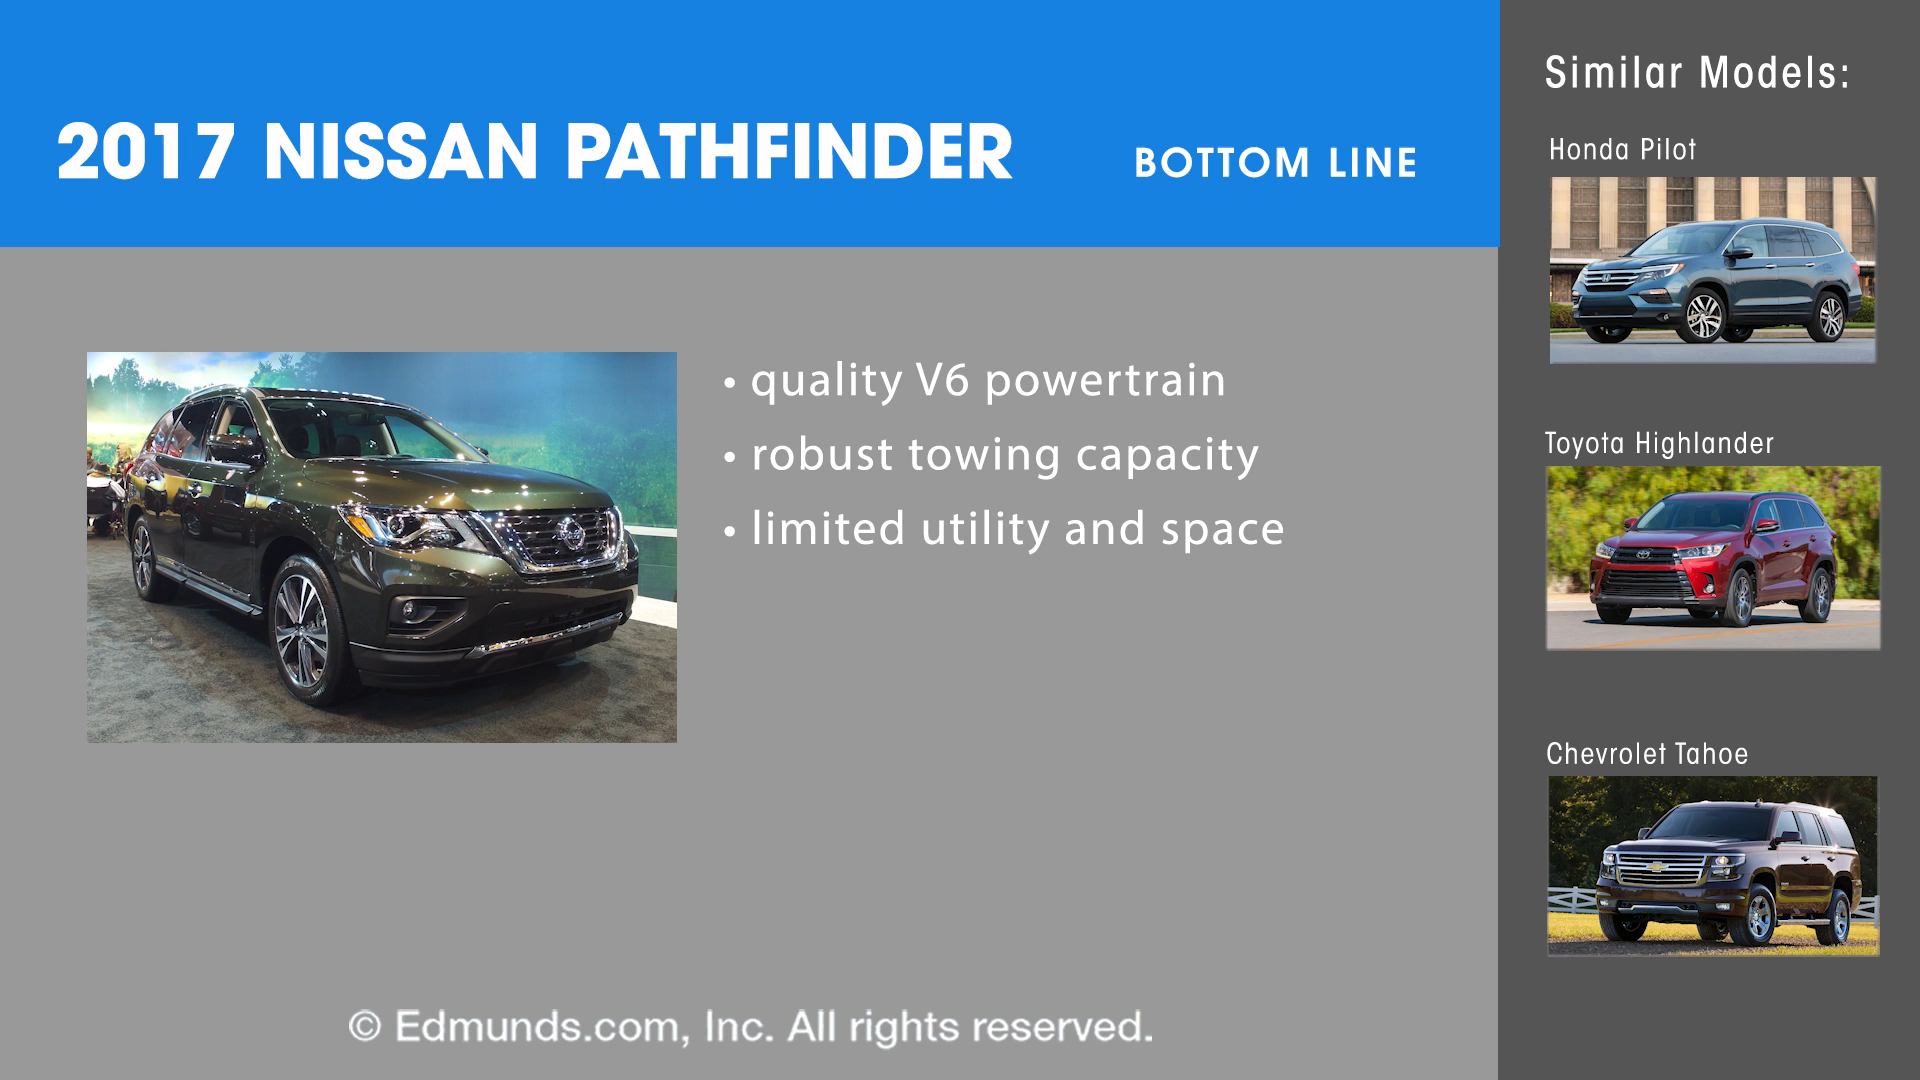 2017 NISSAN PATHFINDER
BOTTOM LINE
• quality V6 powertrain
• robust towing capacity
• limited utility and space
© Edmunds.com, Inc. All rights reserved.
Similar Models:
Honda Pilot
Toyota Highlander
Chevrolet Tahoe